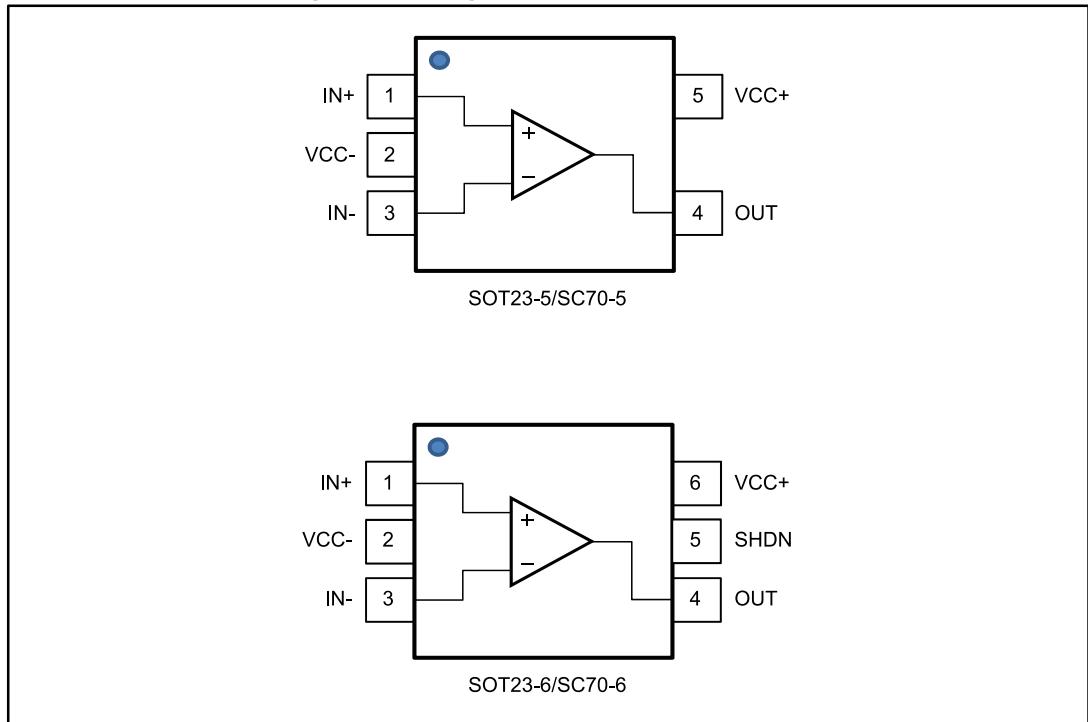 IN+ 1 5 VCC+
+
VCC- 2
−
IN- 3 4 OUT
SOT23-5/SC70-5
IN+ 1 6 VCC+
+
VCC- 2 5 SHDN
−
IN- 3 4 OUT
SOT23-6/SC70-6